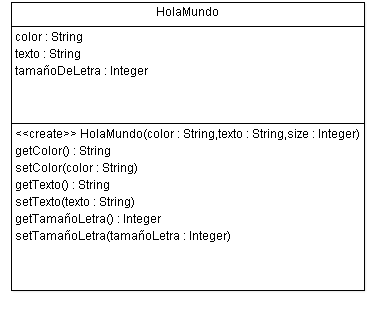 HolaMundo
color : String
texto : String
tamañoDeLetra : Integer
<<create>> HolaMundo(color : String,texto : String,size : Integer)
getColor() : String
setColor(color : String)
getTexto() : String
setTexto(texto : String)
getTamañoLetra() : Integer
setTamañoLetra(tamañoLetra : Integer)